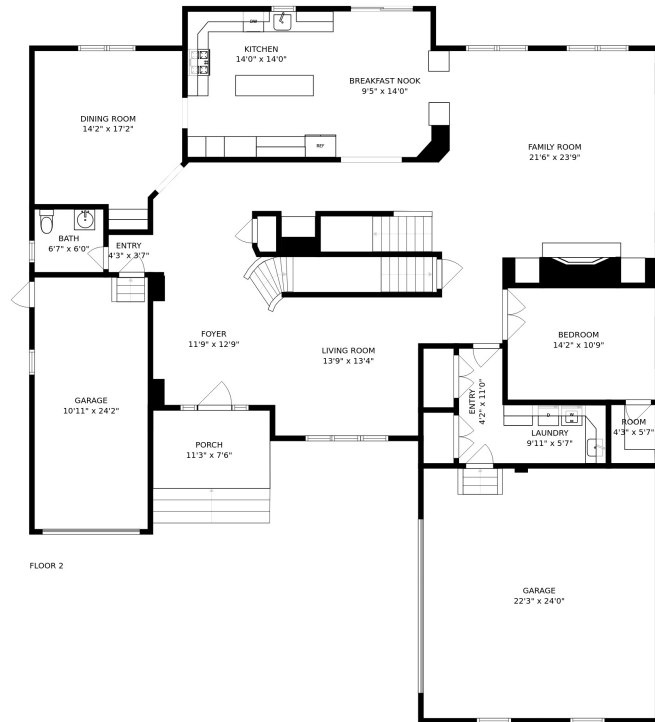 DW
KITCHEN
14'0" x 14'0"
BREAKFAST NOOK
9'5" x 14'0"
DINING ROOM
14'2" x 17'2"
REF
FAMILY ROOM
21'6" x 23'9"
BATH
6'7" x 6'0"
ENTRY
4'3" x 3'7"
FOYER
11'9" x 12'9"
LIVING ROOM
13'9" x 13'4"
BEDROOM
14'2" x 10'9"
GARAGE
10'11" x 24'2"
ENTRY
4'2" x 11'0"
D
W
LAUNDRY
9'11" x 5'7"
ROOM
4'3" x 5'7"
PORCH
11'3" x 7'6"
FLOOR 2
GARAGE
22'3" x 24'0"